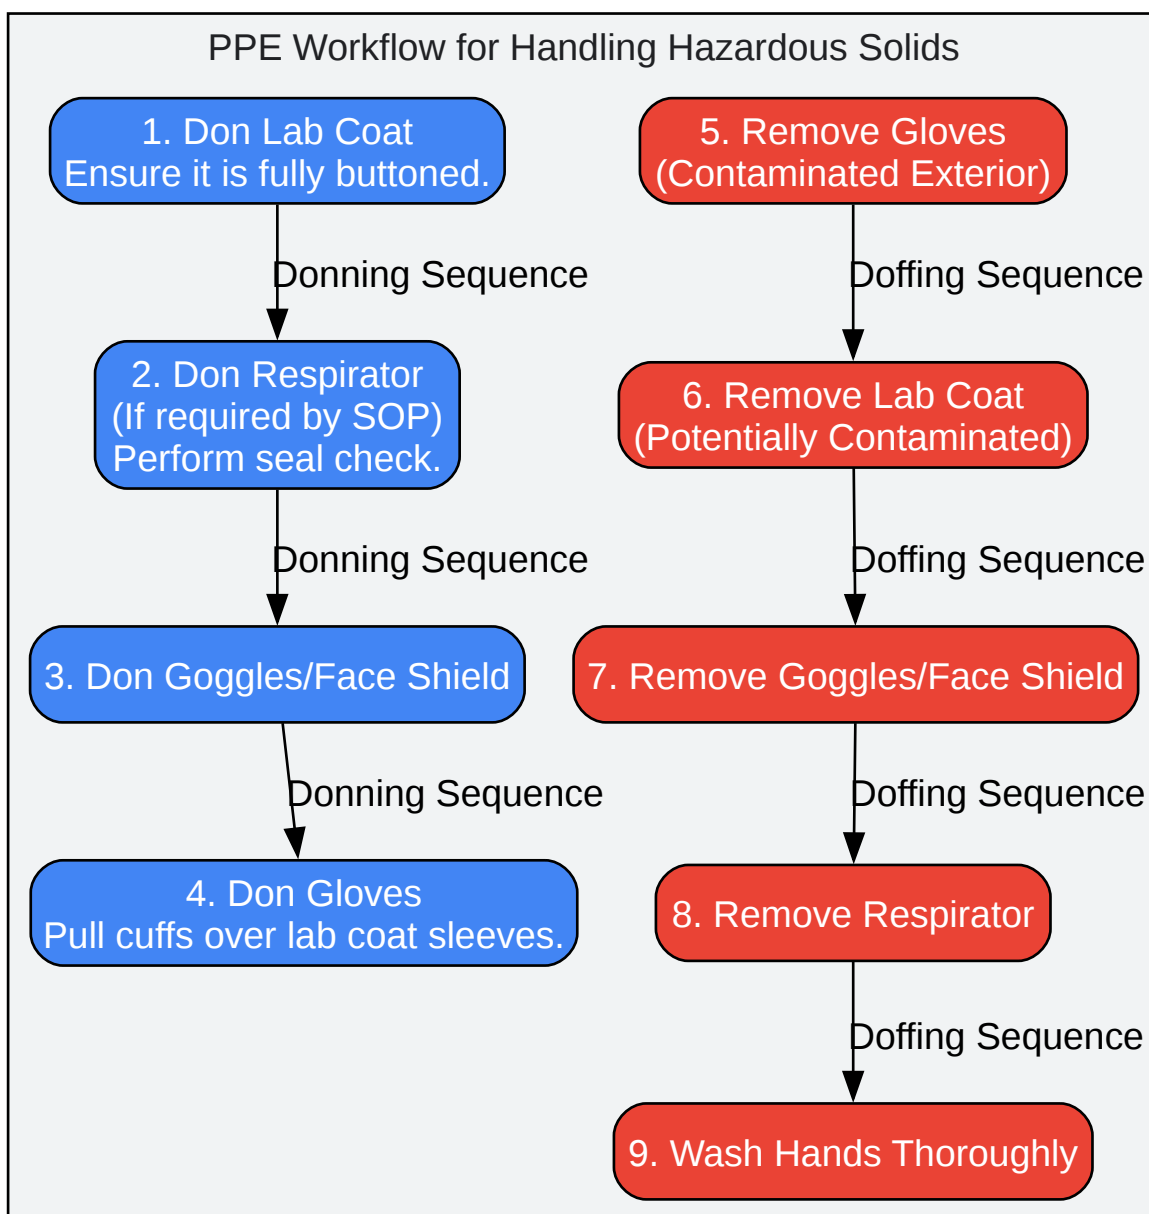 PPE Workflow for Handling Hazardous Solids
1. Don Lab Coat
Ensure it is fully buttoned.
Donning Sequence
2. Don Respirator
(If required by SOP)
Perform seal check.
Donning Sequence
3. Don Goggles/Face Shield
Donning Sequence
4. Don Gloves
Pull cuffs over lab coat sleeves.
5. Remove Gloves
(Contaminated Exterior)
Doffing Sequence
6. Remove Lab Coat
(Potentially Contaminated)
Doffing Sequence
7. Remove Goggles/Face Shield
Doffing Sequence
8. Remove Respirator
Doffing Sequence
9. Wash Hands Thoroughly